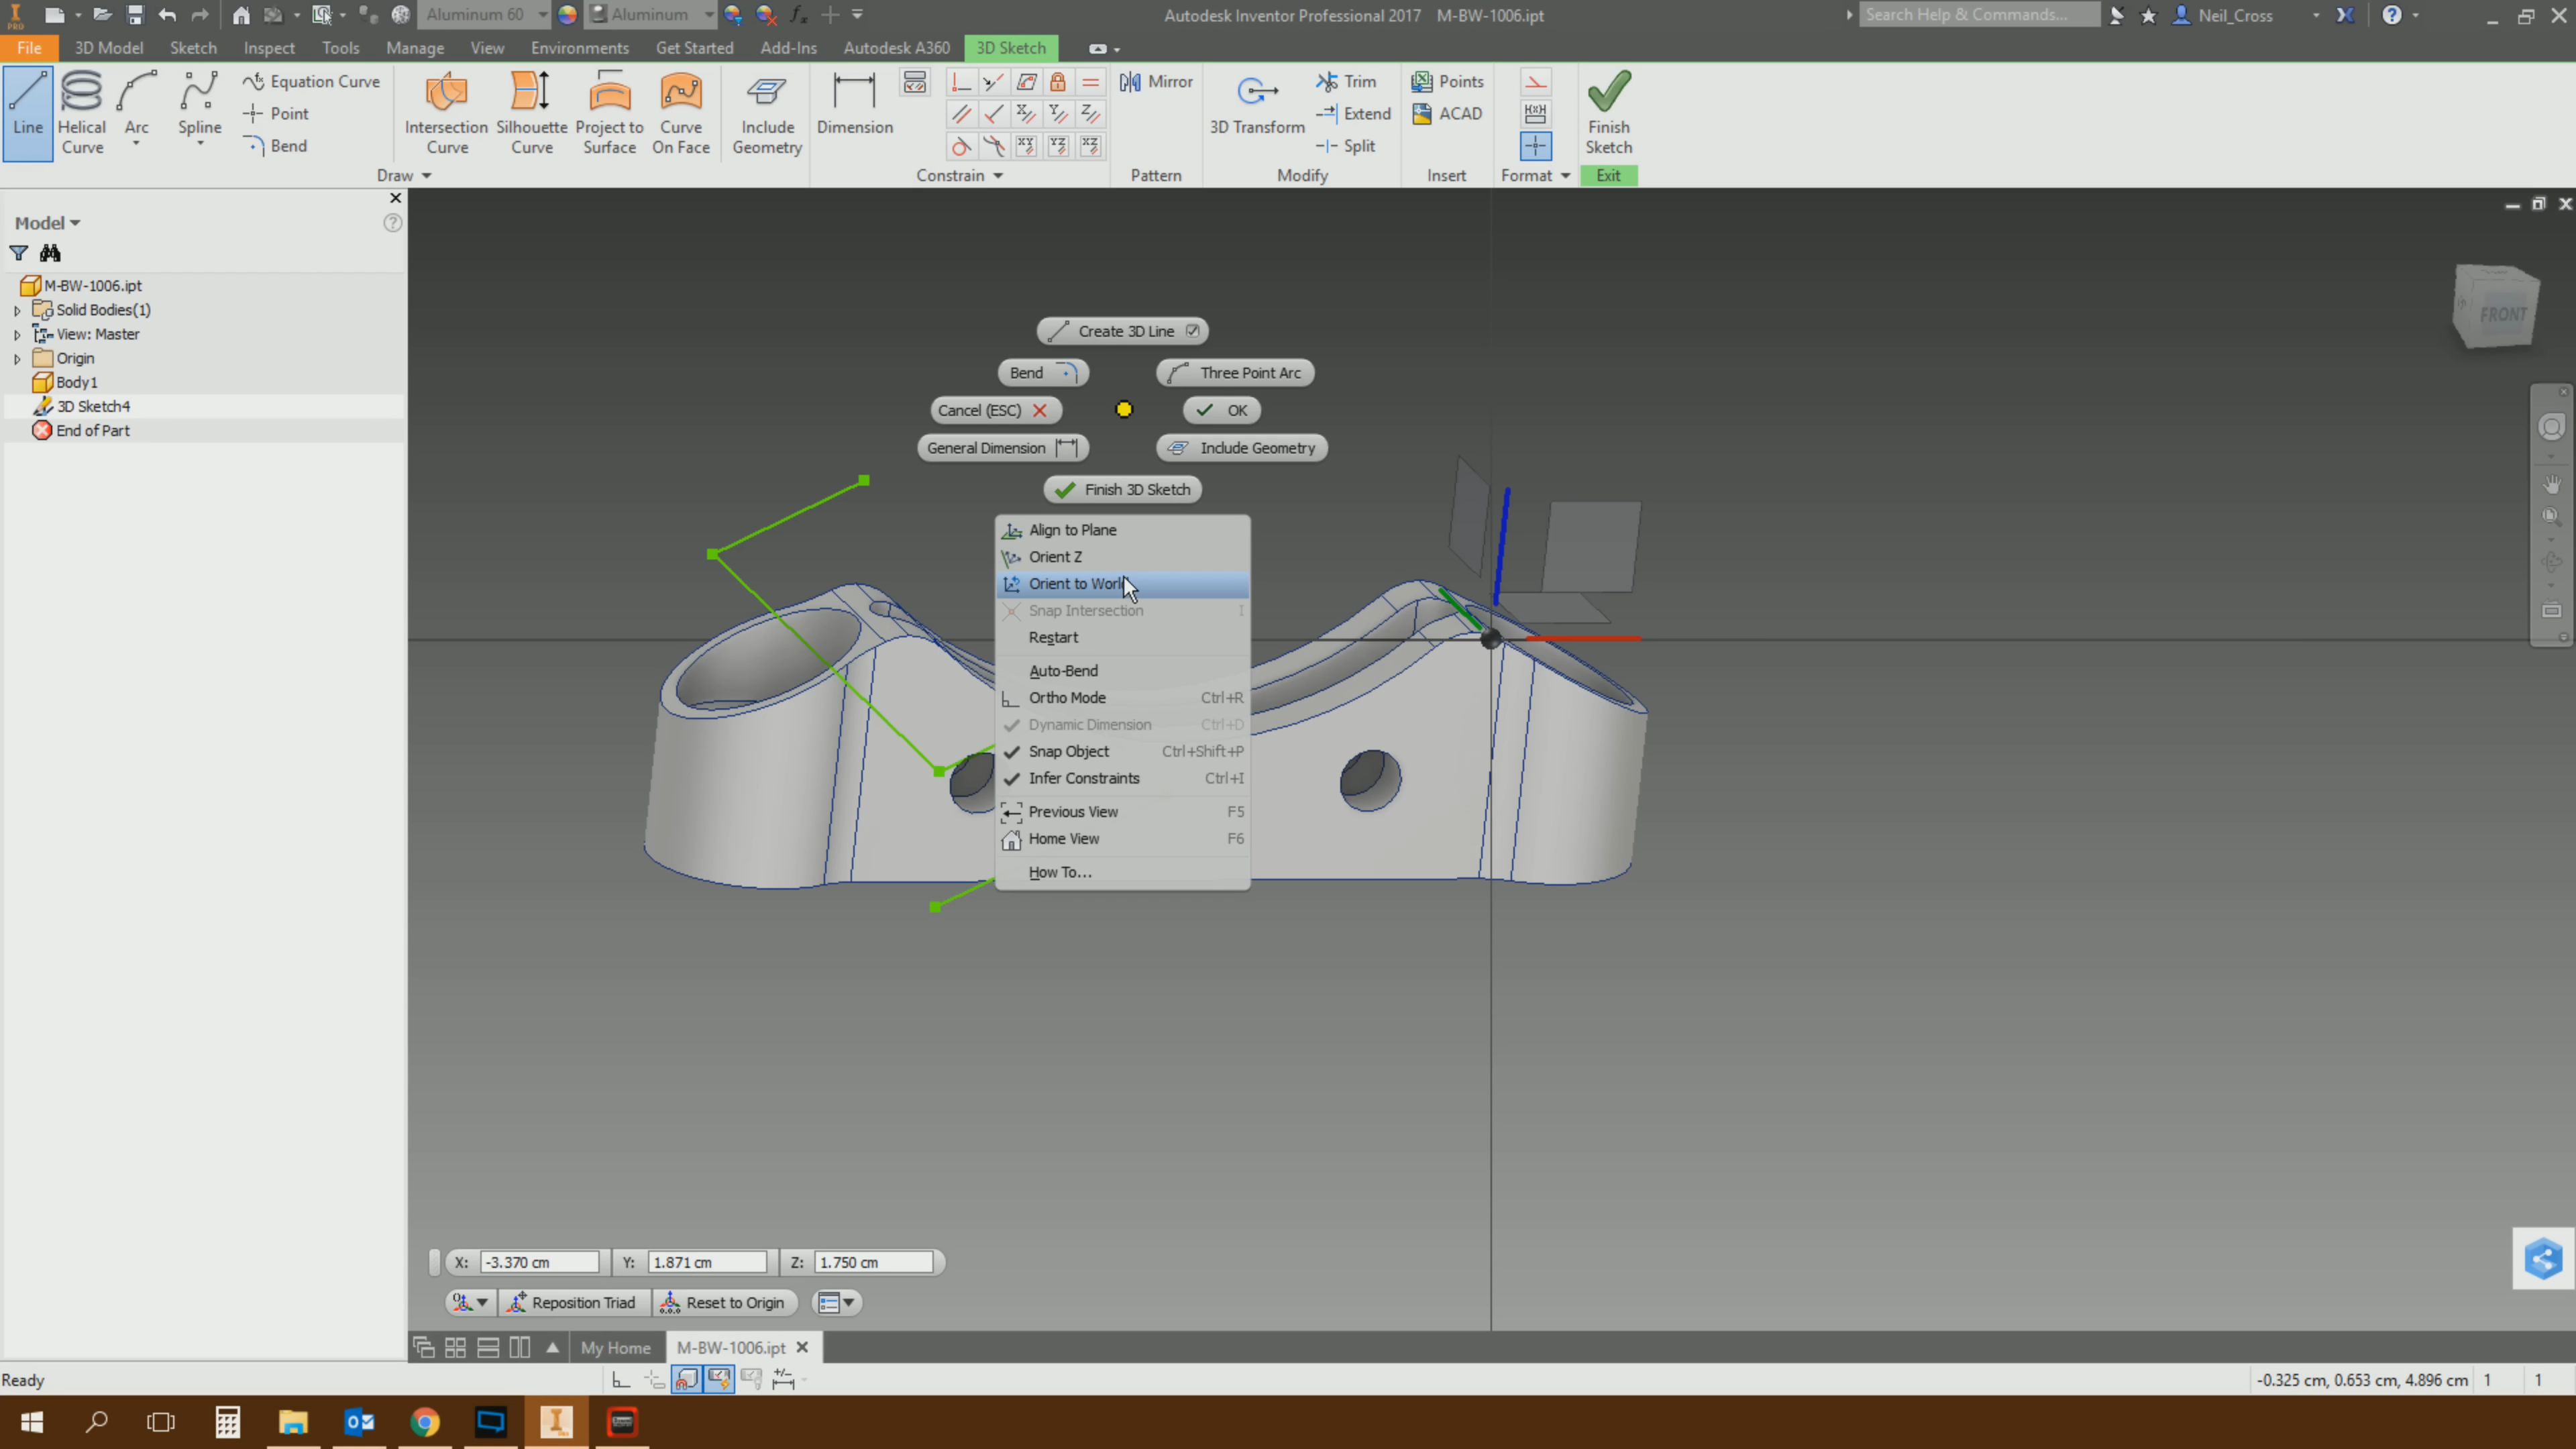 Aluminum 60
Aluminum
Autodesk Inventor Professional 2017 M-BW-1006.ipt
Search Help & Commands...
Neil_Cross
PRO
File
3D Model
Sketch
Inspect
Tools
Manage
View
Environments
Get Started
Add-Ins
Autodesk A360
3D Sketch
Line
Helical Curve
Arc
Spline
Equation Curve
Point
Bend
Intersection Curve
Silhouette Curve
Project to Surface
Curve On Face
Include Geometry
Dimension
Mirror
3D Transform
Trim
Extend
Split
Points
ACAD
Finish Sketch
Draw
Constrain
Pattern
Modify
Insert
Format
Exit
Model
M-BW-1006.ipt
Solid Bodies(1)
View: Master
Origin
Body1
3D Sketch4
End of Part
FRONT
Create 3D Line
Bend
Three Point Arc
Cancel (ESC)
OK
General Dimension
Include Geometry
Finish 3D Sketch
Align to Plane
Orient Z
Orient to World
Snap Intersection I
Restart
Auto-Bend
Ortho Mode Ctrl+R
Dynamic Dimension Ctrl+D
Snap Object Ctrl+Shift+P
Infer Constraints Ctrl+I
Previous View F5
Home View F6
How To...
X: -3.370 cm Y: 1.871 cm Z: 1.750 cm
Reposition Triad
Reset to Origin
My Home
M-BW-1006.ipt
Ready
-0.325 cm, 0.653 cm, 4.896 cm 1 1